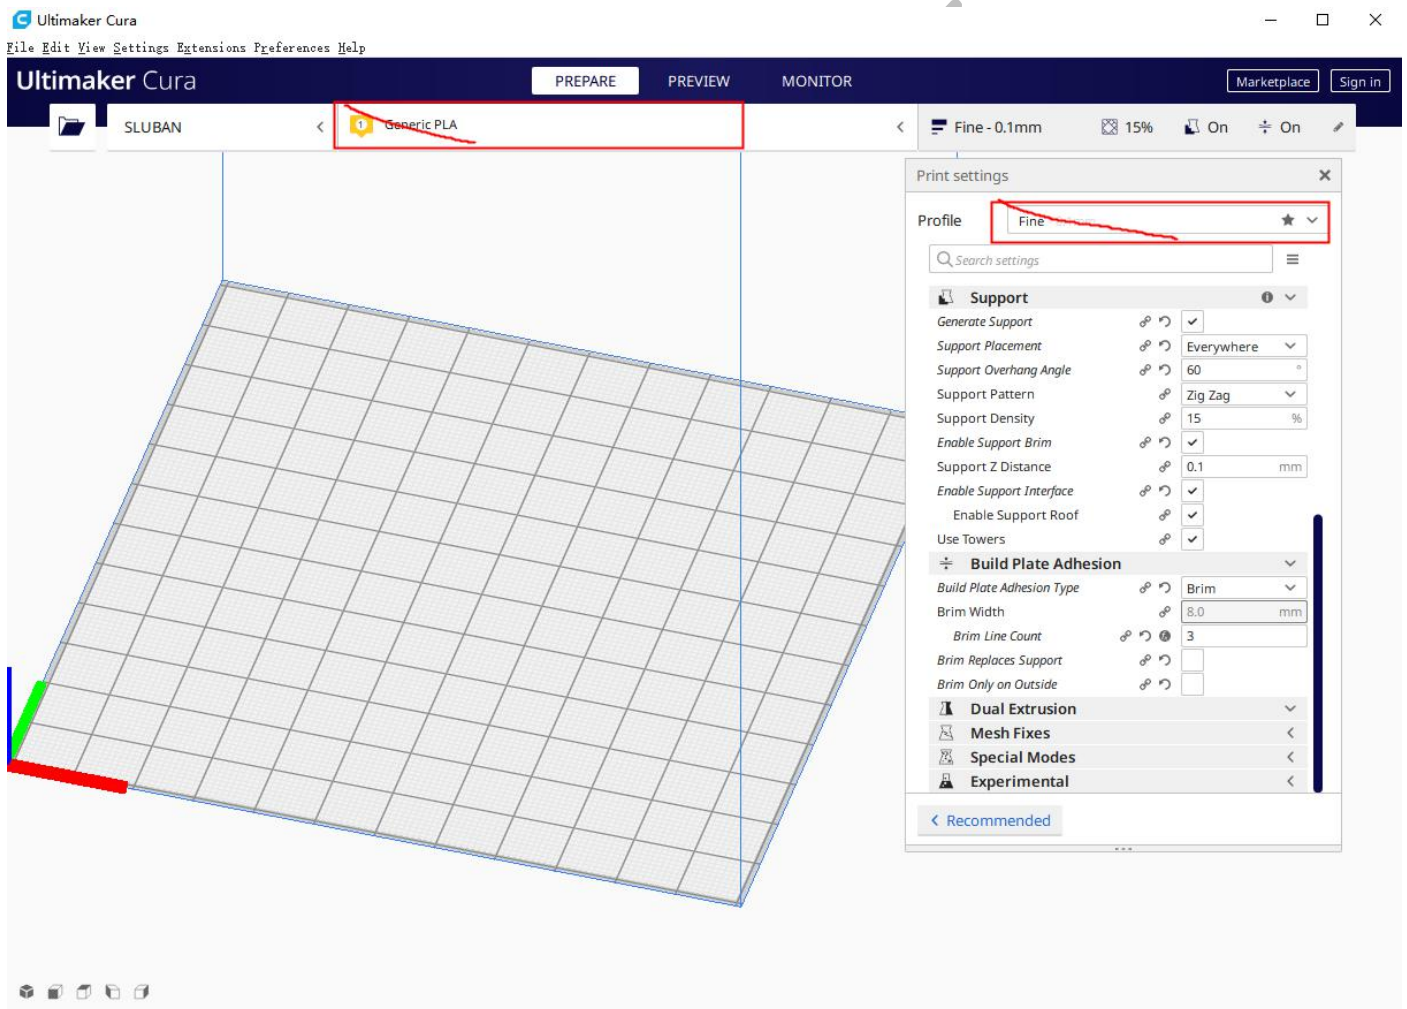 Ultimaker Cura
File Edit View Settings Extensions Preferences Help
Ultimaker Cura PREPARE PREVIEW MONITOR Marketplace Sign in
SLUBAN 1 Generic PLA Fine - 0.1mm 15% On On
Print settings
Profile Fine
Search settings
Support
Generate Support
Support Placement Everywhere
Support Overhang Angle 60 °
Support Pattern Zig Zag
Support Density 15 %
Enable Support Brim
Support Z Distance 0.1 mm
Enable Support Interface
Enable Support Roof
Use Towers
Build Plate Adhesion
Build Plate Adhesion Type Brim
Brim Width 8.0 mm
Brim Line Count 3
Brim Replaces Support
Brim Only on Outside
Dual Extrusion
Mesh Fixes
Special Modes
Experimental
Recommended